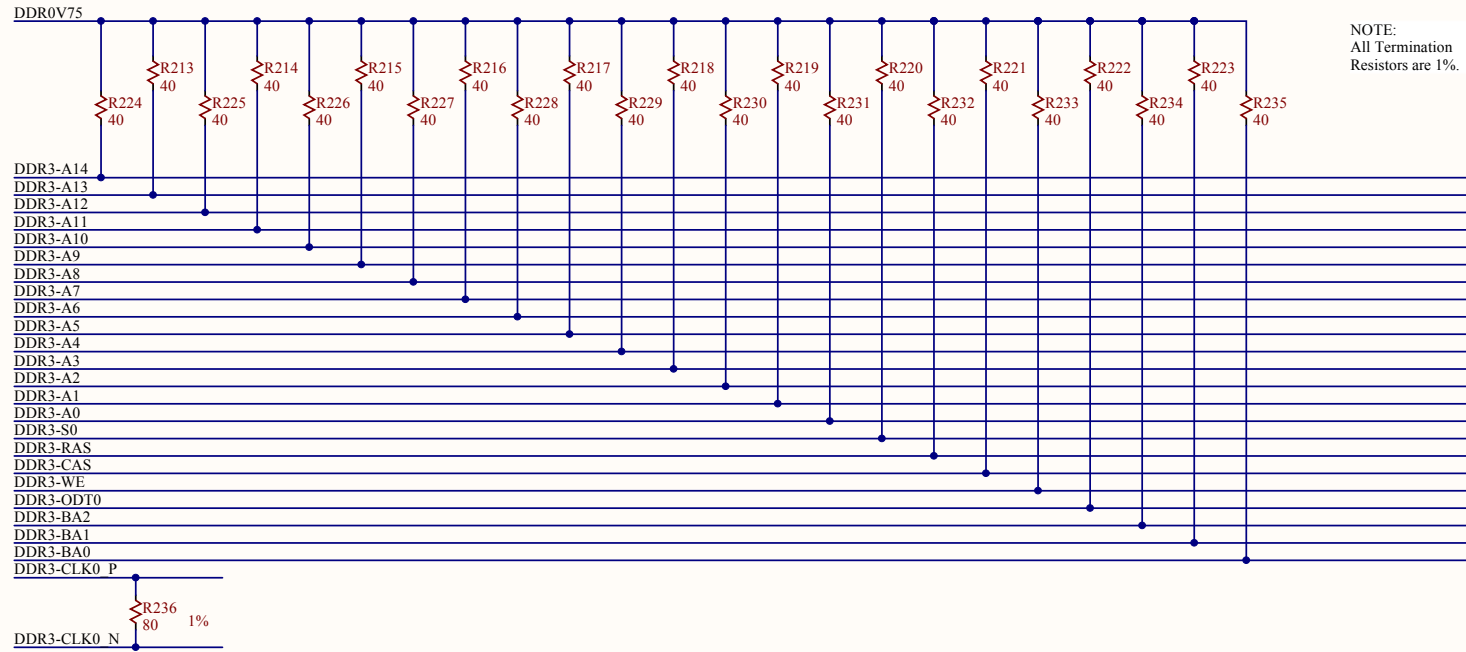 DDR0V75
NOTE:
All Termination
Resistors are 1%.
R213
40
R214
40
R215
40
R216
40
R217
40
R218
40
R219
40
R220
40
R221
40
R222
40
R223
40
R224
40
R225
40
R226
40
R227
40
R228
40
R229
40
R230
40
R231
40
R232
40
R233
40
R234
40
R235
40
DDR3-A14
DDR3-A13
DDR3-A12
DDR3-A11
DDR3-A10
DDR3-A9
DDR3-A8
DDR3-A7
DDR3-A6
DDR3-A5
DDR3-A4
DDR3-A3
DDR3-A2
DDR3-A1
DDR3-A0
DDR3-S0
DDR3-RAS
DDR3-CAS
DDR3-WE
DDR3-ODT0
DDR3-BA2
DDR3-BA1
DDR3-BA0
DDR3-CLK0_P
R236
80 1%
DDR3-CLK0_N